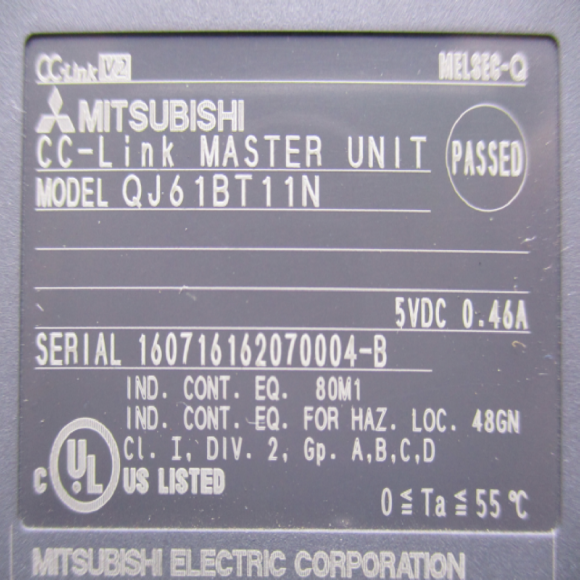 CC-Link V2 MELSEC-Q
MITSUBISHI
CC-Link MASTER UNIT
PASSED
MODEL QJ61BT11N
5VDC 0.46A
SERIAL 160716162070004-B
IND. CONT. EQ. 80M1
IND. CONT. EQ. FOR HAZ. LOC. 48GN
Cl. I, DIV. 2, Gp. A,B,C,D
C UL US LISTED
0≦Ta≦55℃
MITSUBISHI ELECTRIC CORPORATION